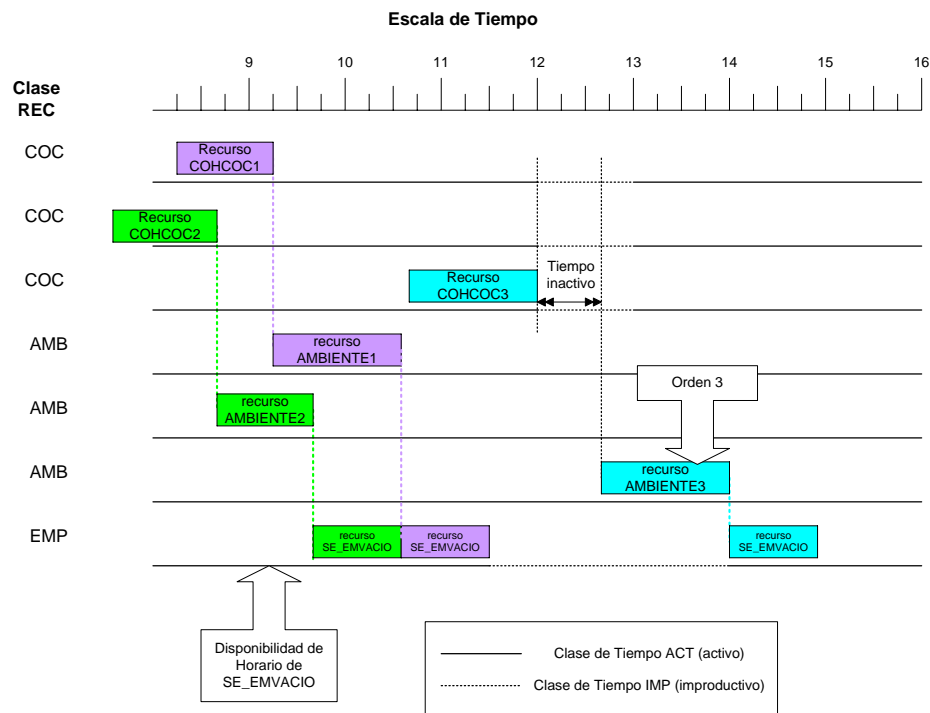 Escala de Tiempo
9 10 11 12 13 14 15 16
Clase
REC
COC
Recurso
COHCOC1
COC
Recurso
COHCOC2
COC
Recurso
COHCOC3
Tiempo
inactivo
AMB
recurso
AMBIENTE1
Orden 3
AMB
recurso
AMBIENTE2
AMB
recurso
AMBIENTE3
EMP
recurso
SE_EMVACIO
recurso
SE_EMVACIO
recurso
SE_EMVACIO
Disponibilidad de
Horario de
SE_EMVACIO
Clase de Tiempo ACT (activo)
Clase de Tiempo IMP (improductivo)